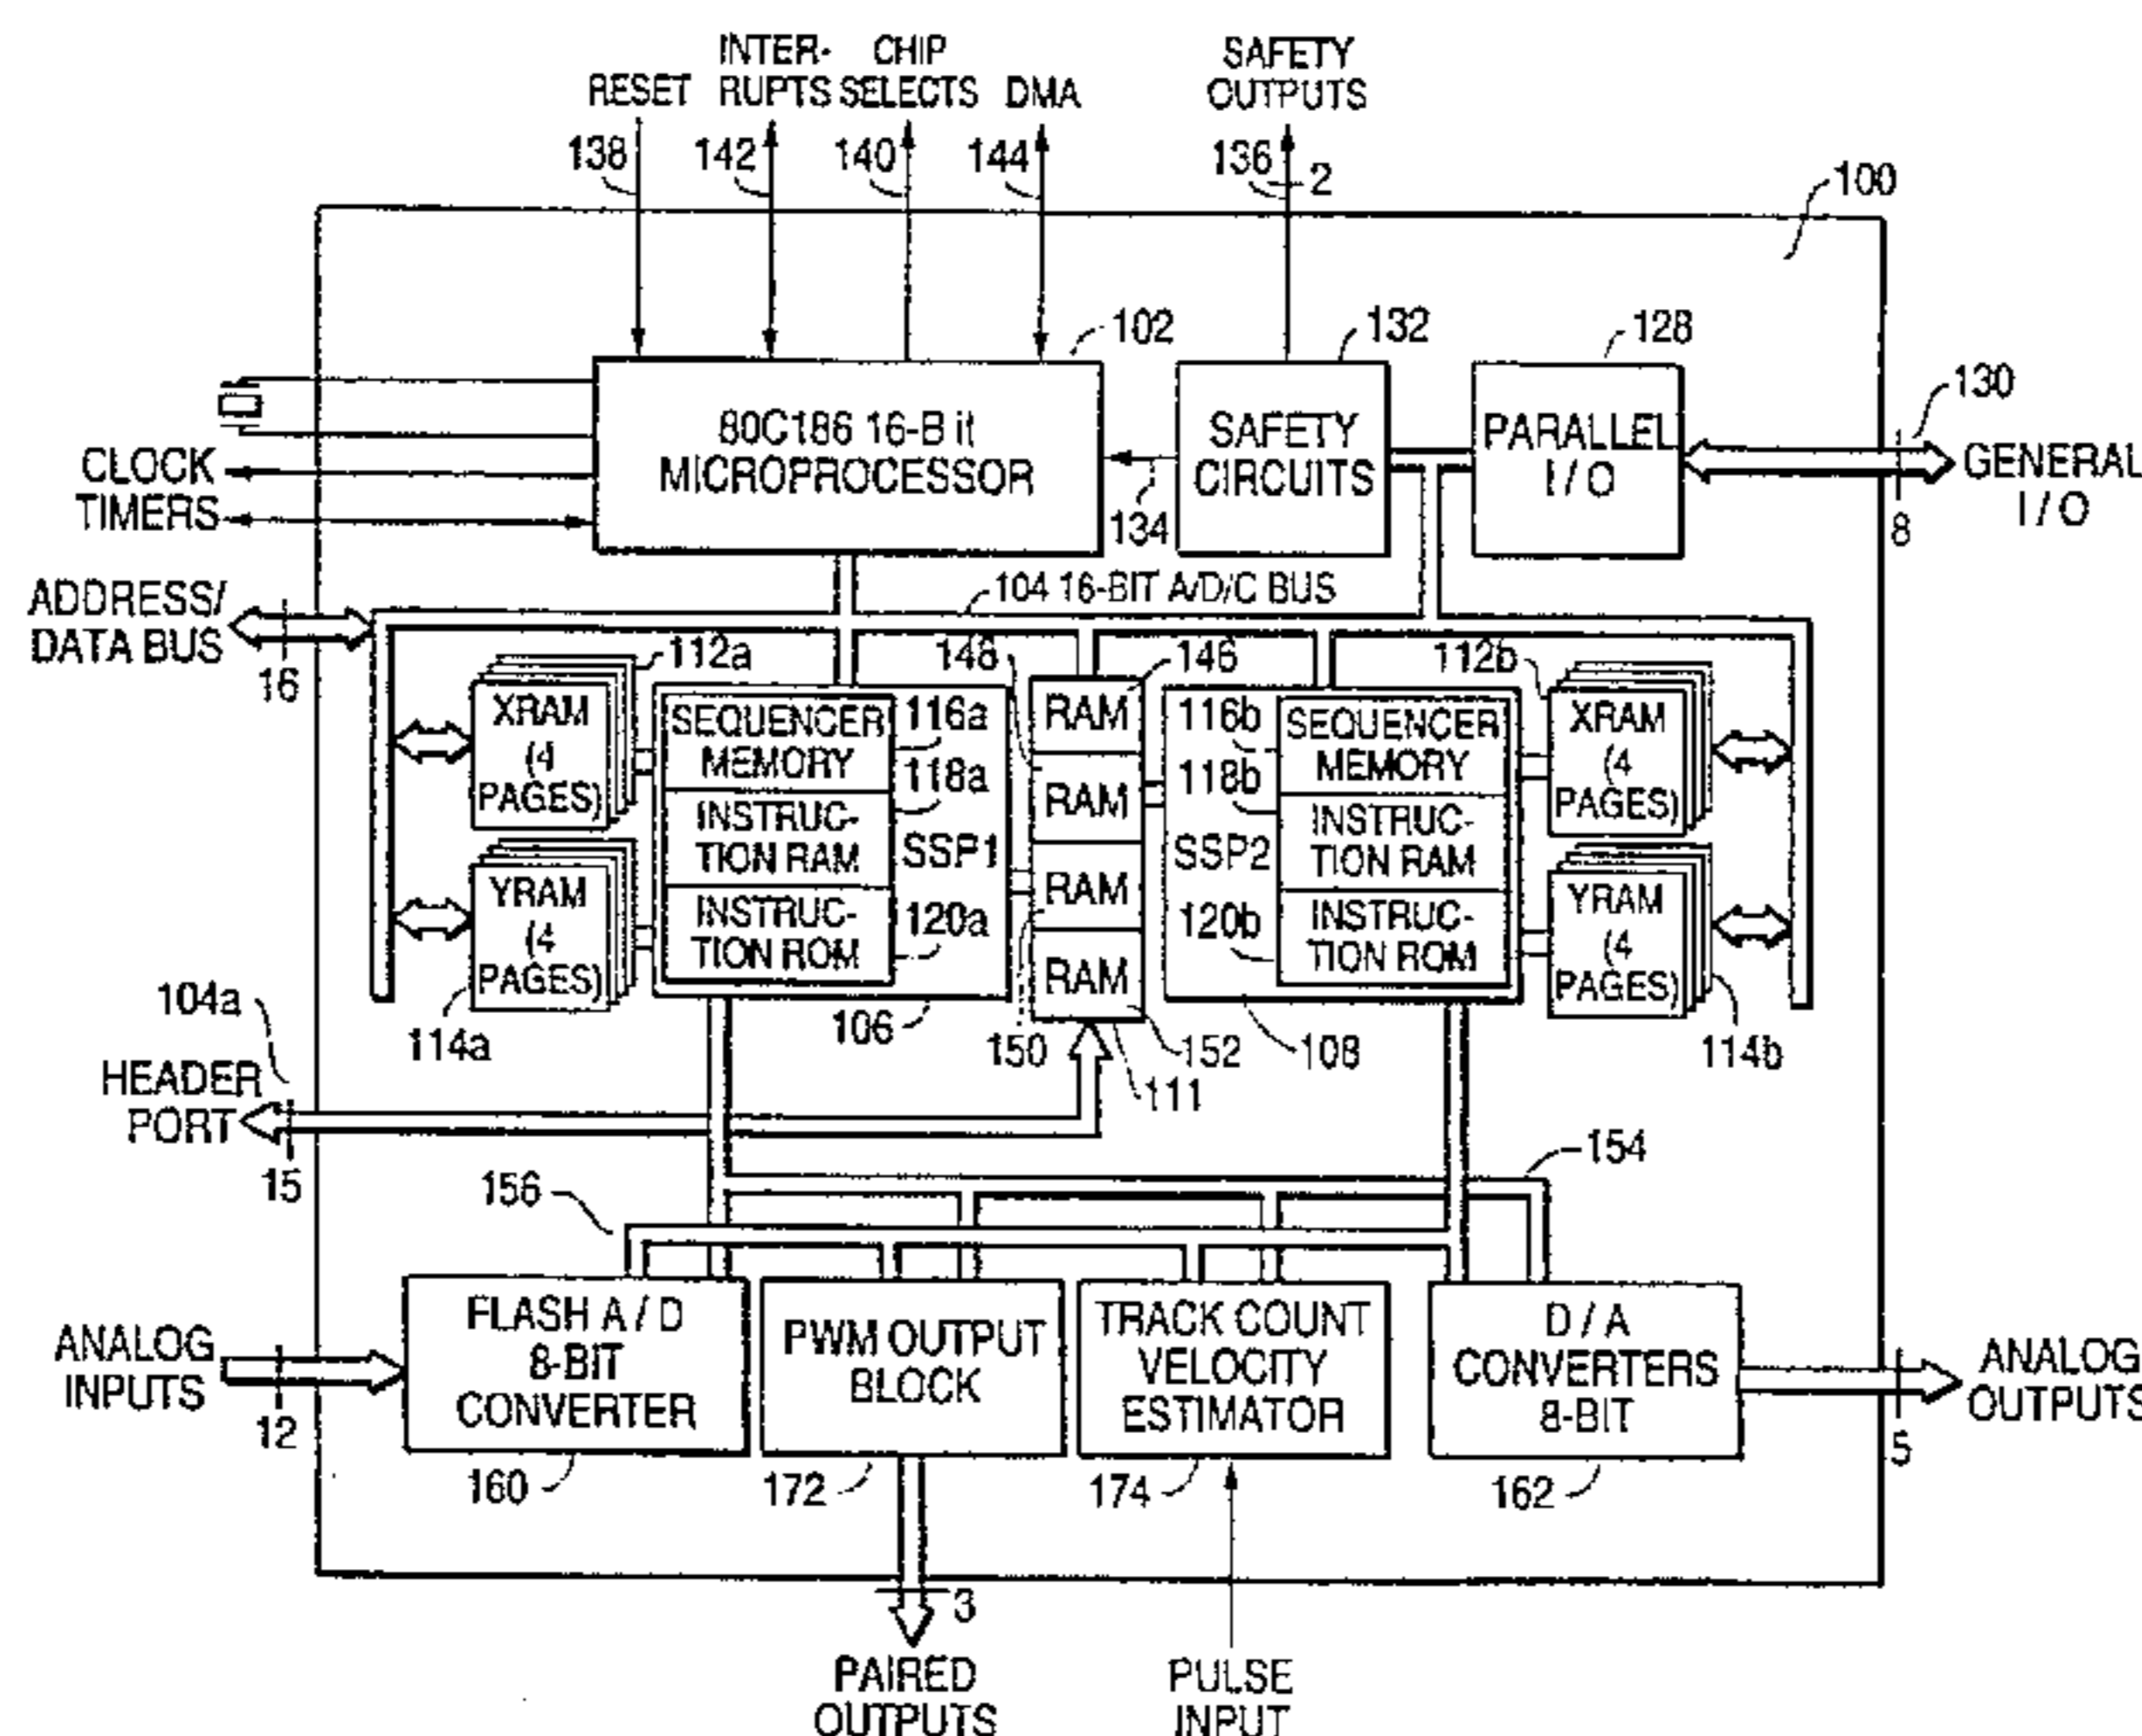 INTER-
RUPTS
CHIP
SELECTS
RESET
DMA
SAFETY
OUTPUTS
138
142
140
144
136
2
100
102
132
128
130
80C186 16-Bit
MICROPROCESSOR
SAFETY
CIRCUITS
PARALLEL
I / O
GENERAL
I / O
8
134
CLOCK
TIMERS
ADDRESS/
DATA BUS
16
104 16-BIT A/D/C BUS
112a
148
146
112b
XRAM
(4
PAGES)
SEQUENCER
MEMORY
116a
118a
INSTRUC-
TION RAM
SSP1
INSTRUC-
TION ROM
120a
RAM
RAM
RAM
RAM
116b
118b
SSP2
120b
SEQUENCER
MEMORY
INSTRUC-
TION RAM
INSTRUC-
TION ROM
XRAM
(4
PAGES)
YRAM
(4
PAGES)
YRAM
(4
PAGES)
104a
114a
106
150
152
108
114b
111
HEADER
PORT
15
156
154
ANALOG
INPUTS
12
FLASH A / D
8-BIT
CONVERTER
PWM OUTPUT
BLOCK
TRACK COUNT
VELOCITY
ESTIMATOR
D / A
CONVERTERS
8-BIT
ANALOG
OUTPUTS
5
160
172
174
162
3
PAIRED
OUTPUTS
PULSE
INPUT